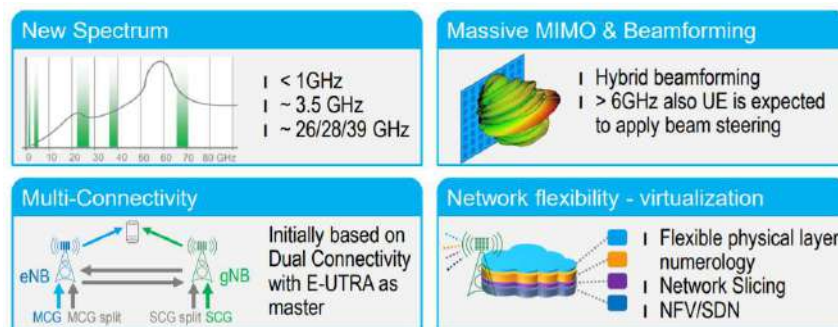 New Spectrum
I < 1GHz
I ~ 3.5 GHz
I ~ 26/28/39 GHz
0 10 20 30 40 50 60 70 80 GHz
Massive MIMO & Beamforming
I Hybrid beamforming
I > 6GHz also UE is expected
to apply beam steering
Multi-Connectivity
eNB
gNB
MCG MCG split SCG split SCG
Initially based on
Dual Connectivity
with E-UTRA as
master
Network flexibility - virtualization
I Flexible physical layer
numerology
I Network Slicing
I NFV/SDN